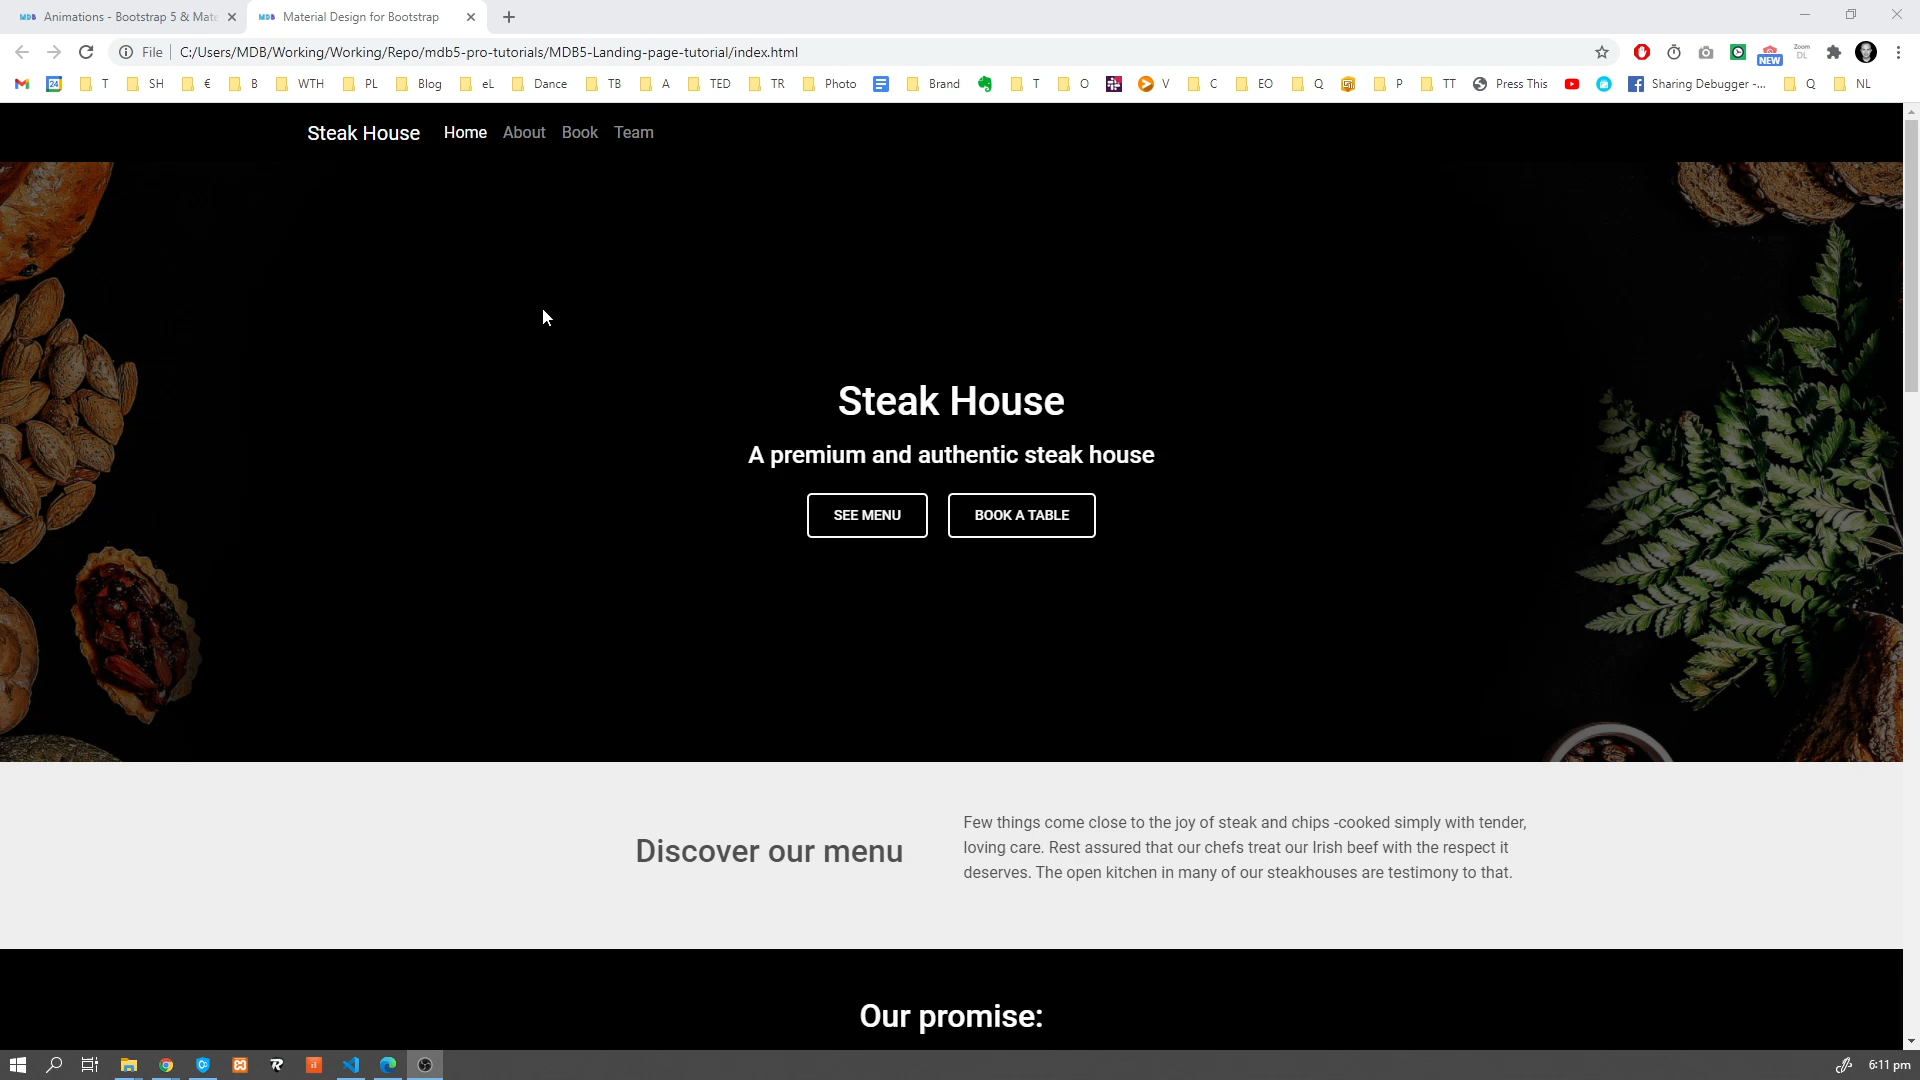 Animations - Bootstrap 5 & Mate
Material Design for Bootstrap
File
C:/Users/MDB/Working/Working/Repo/mdb5-pro-tutorials/MDB5-Landing-page-tutorial/index.html
NEW
Zoom
DL
24
T
SH
€
B
WTH
PL
Blog
eL
Dance
TB
A
TED
TR
Photo
Brand
T
O
V
C
EO
Q
P
TT
Press This
Sharing Debugger -...
Q
NL
Steak House
Home
About
Book
Team
Steak House
A premium and authentic steak house
SEE MENU
BOOK A TABLE
Discover our menu
Few things come close to the joy of steak and chips -cooked simply with tender,
loving care. Rest assured that our chefs treat our Irish beef with the respect it
deserves. The open kitchen in many of our steakhouses are testimony to that.
Our promise:
6:11 pm